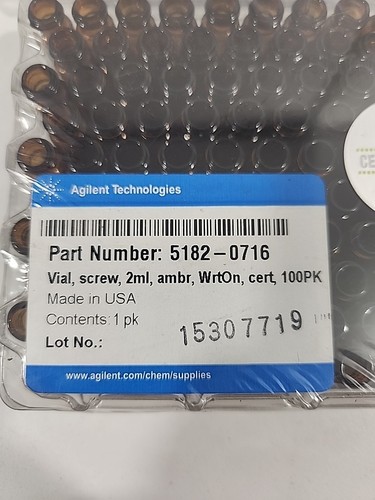 CE
Agilent Technologies
Part Number: 5182-0716
Vial, screw, 2ml, ambr, WrtOn, cert, 100PK
Made in USA
Contents: 1 pk
Lot No.: 15307719
www.agilent.com/chem/supplies